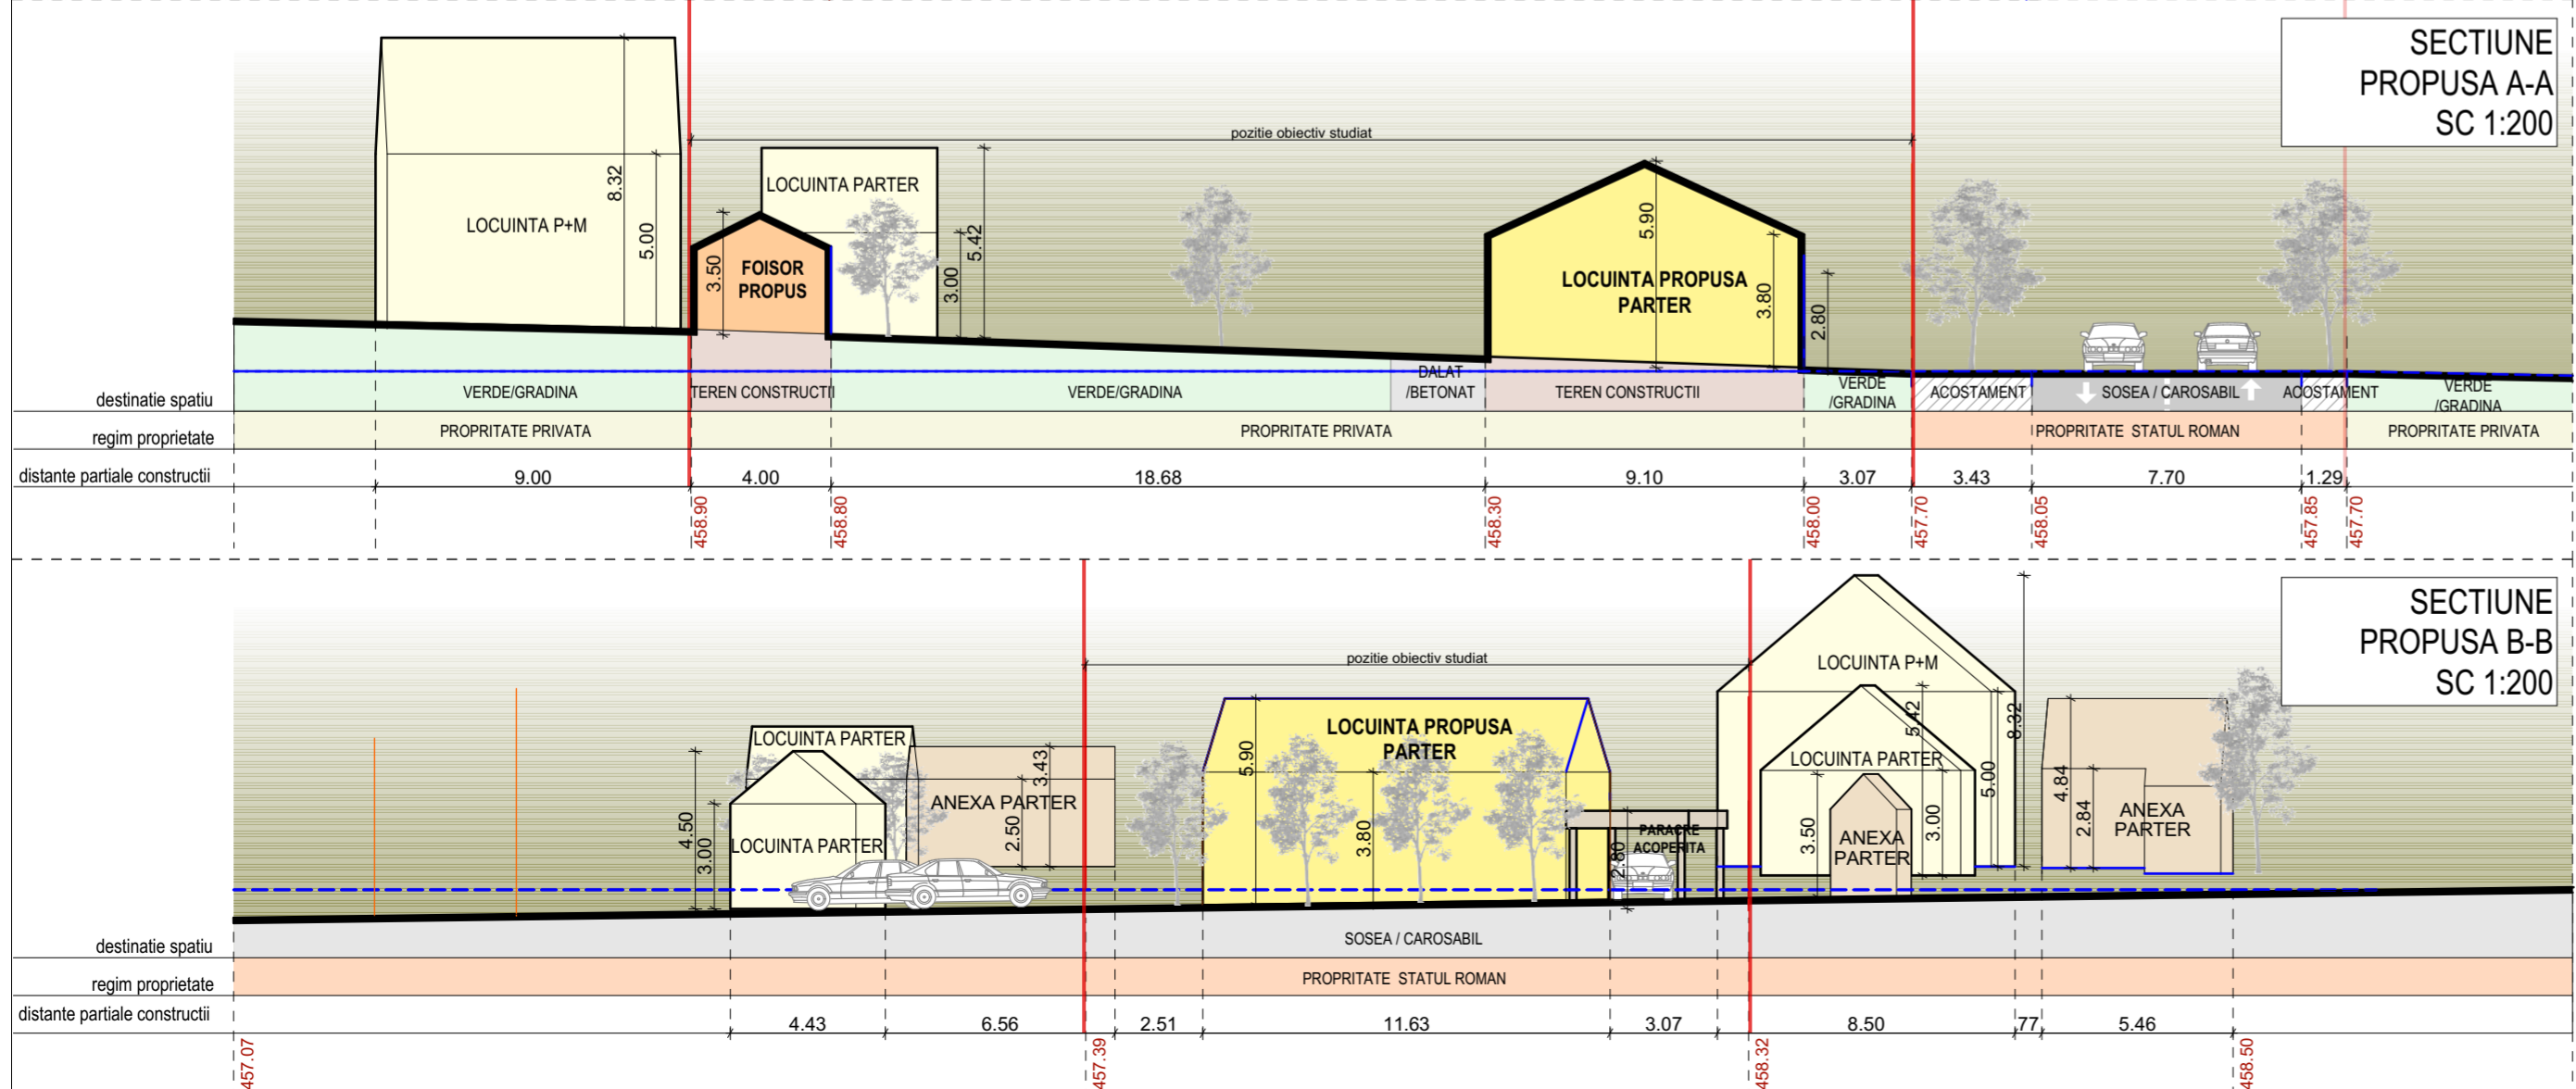 SECTIUNE
PROPUSA A-A
SC 1:200
pozitie obiectiv studiat
LOCUINTA P+M
8.32
5.00
LOCUINTA PARTER
FOISOR
PROPUS
3.50
3.00
5.42
LOCUINTA PROPUSA
PARTER
5.90
3.80
2.80
destinatie spatiu
VERDE/GRADINA
TEREN CONSTRUCTII
VERDE/GRADINA
DALAT
/BETONAT
TEREN CONSTRUCTII
VERDE
/GRADINA
ACOSTAMENT
SOSEA / CAROSABIL
ACOSTAMENT
VERDE
/GRADINA
regim proprietate
PROPRITATE PRIVATA
PROPRITATE PRIVATA
PROPRITATE STATUL ROMAN
PROPRITATE PRIVATA
distante partiale constructii
9.00
4.00
18.68
9.10
3.07
3.43
7.70
1.29
458.90
458.80
458.30
458.00
457.70
458.05
457.85
457.70
SECTIUNE
PROPUSA B-B
SC 1:200
pozitie obiectiv studiat
LOCUINTA PARTER
4.50
3.00
LOCUINTA PARTER
ANEXA PARTER
2.50
3.43
LOCUINTA PROPUSA
PARTER
5.90
3.80
PARACRE
ACOPERITA
2.80
LOCUINTA P+M
LOCUINTA PARTER
ANEXA
PARTER
3.50
5.42
3.00
5.00
8.32
4.84
2.84
ANEXA
PARTER
destinatie spatiu
SOSEA / CAROSABIL
regim proprietate
PROPRITATE STATUL ROMAN
distante partiale constructii
4.43
6.56
2.51
11.63
3.07
8.50
77
5.46
457.07
457.39
458.32
458.50